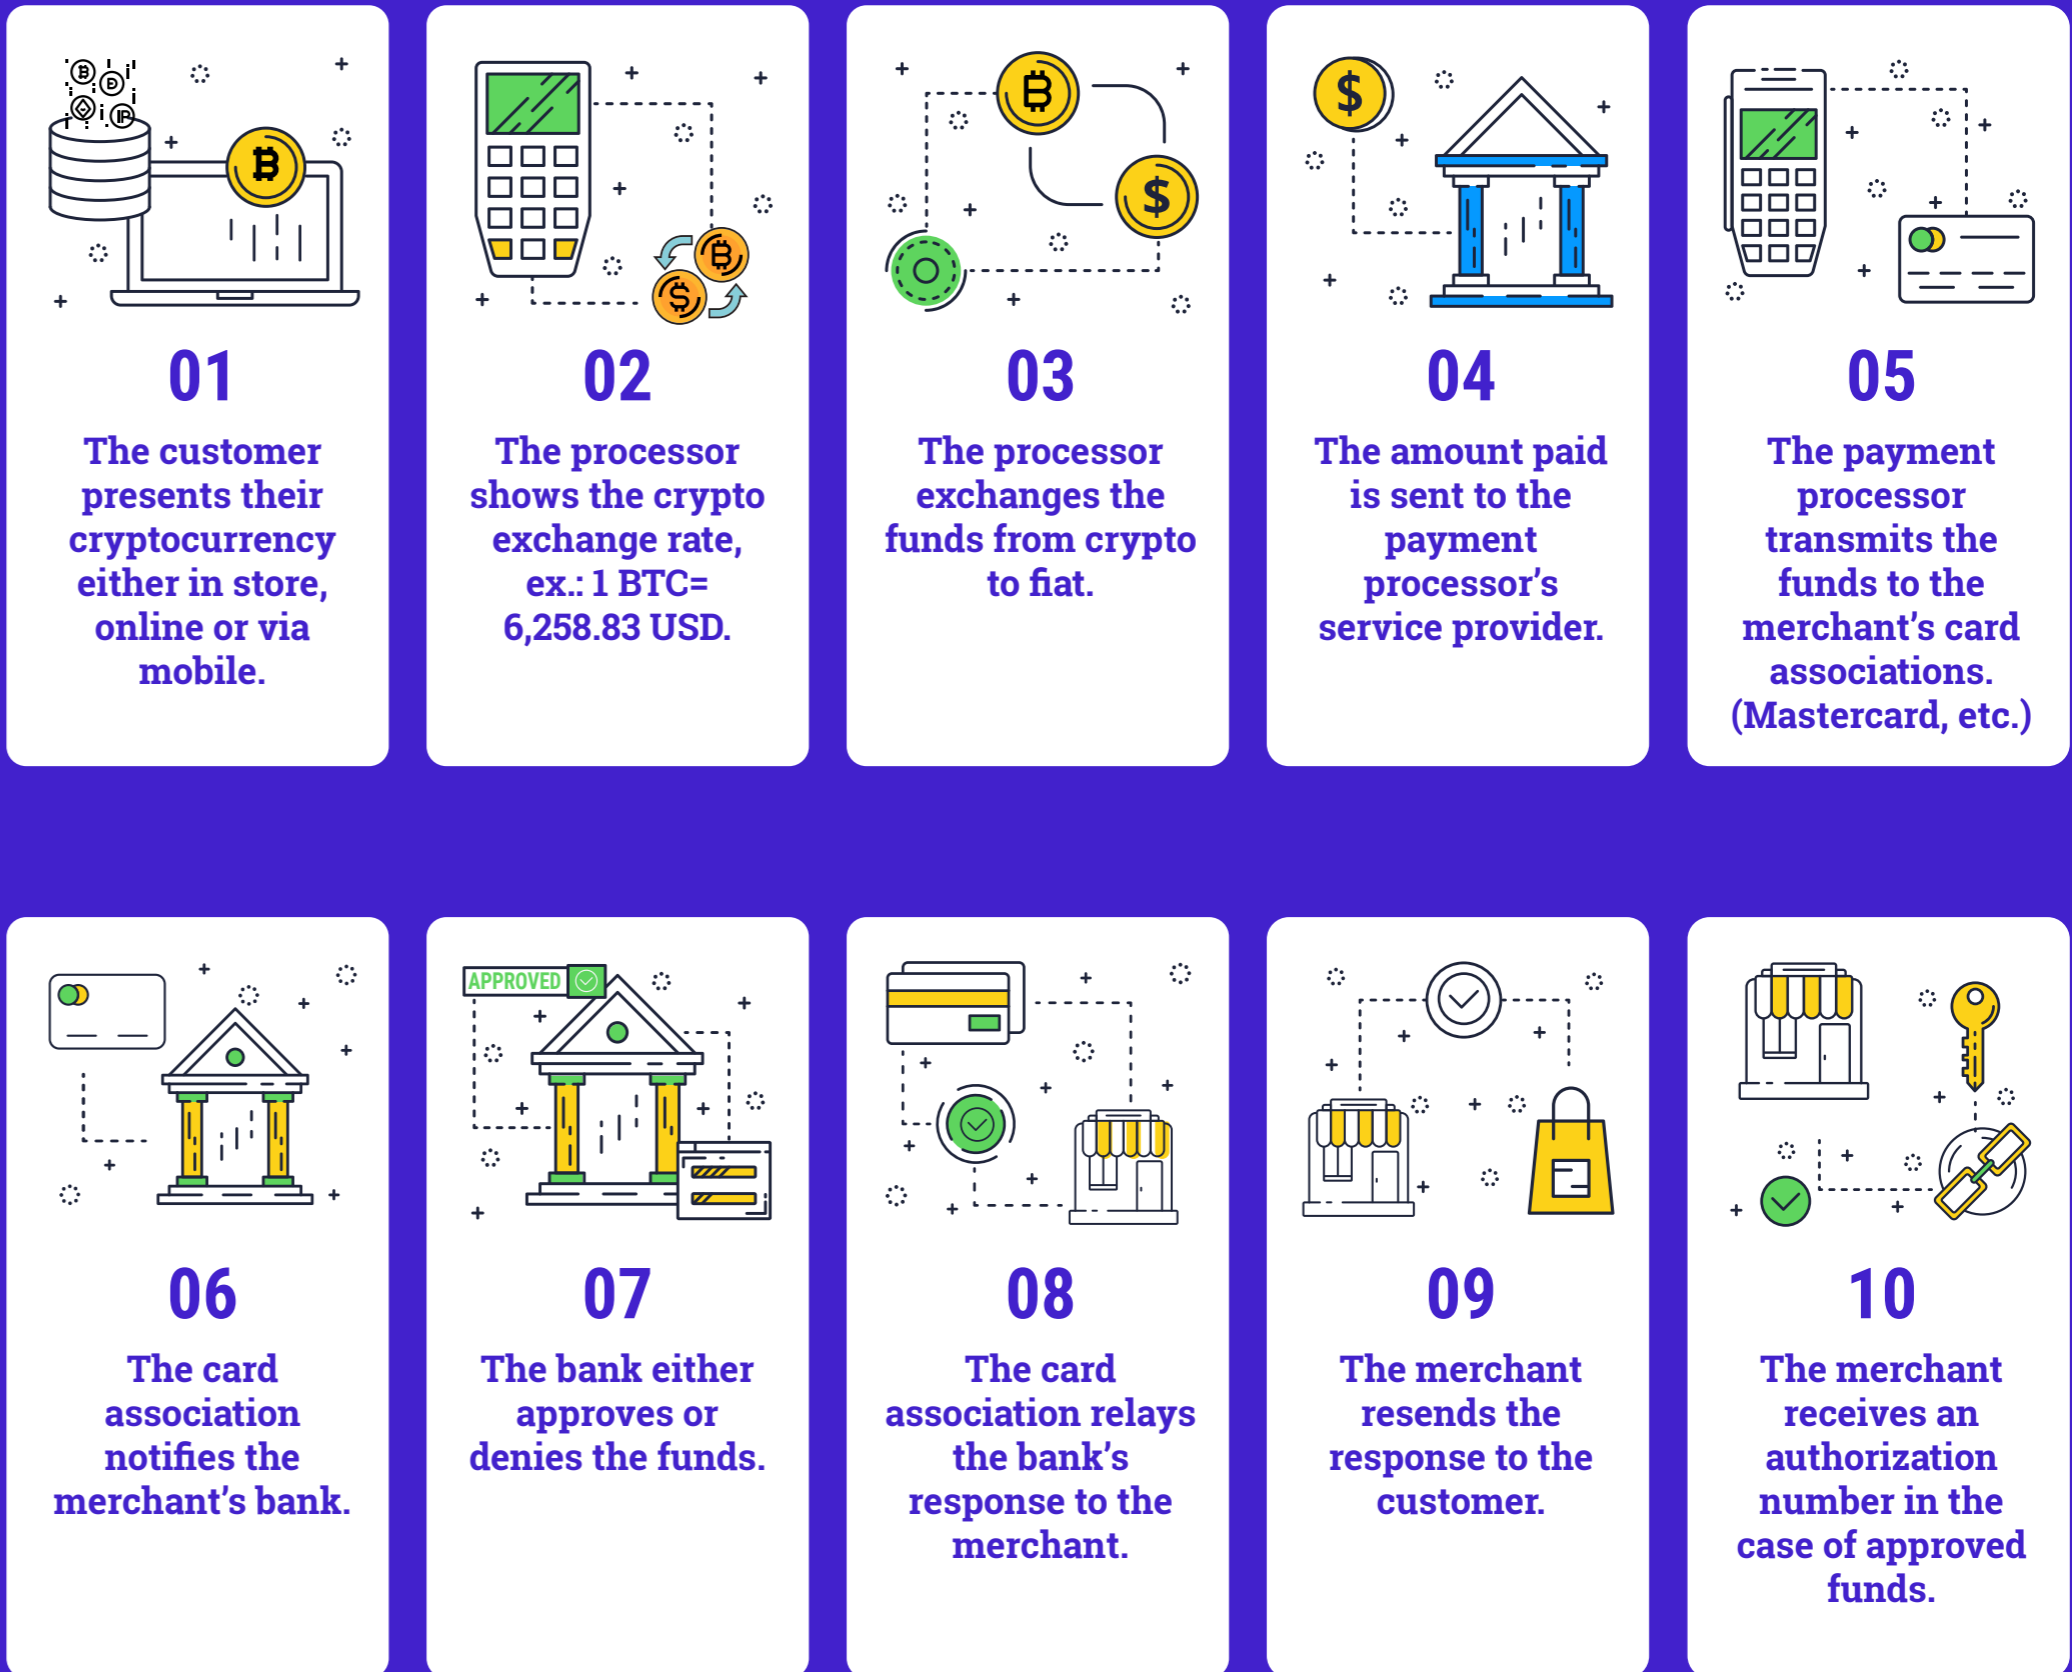 01
The customer
presents their
cryptocurrency
either in store,
online or via
mobile.
02
The processor
shows the crypto
exchange rate,
ex.: 1 BTC=
6,258.83 USD.
03
The processor
exchanges the
funds from crypto
to fiat.
04
The amount paid
is sent to the
payment
processor’s
service provider.
05
The payment
processor
transmits the
funds to the
merchant’s card
associations.
(Mastercard, etc.)
06
The card
association
notifies the
merchant’s bank.
APPROVED
07
The bank either
approves or
denies the funds.
08
The card
association relays
the bank’s
response to the
merchant.
09
The merchant
resends the
response to the
customer.
10
The merchant
receives an
authorization
number in the
case of approved
funds.